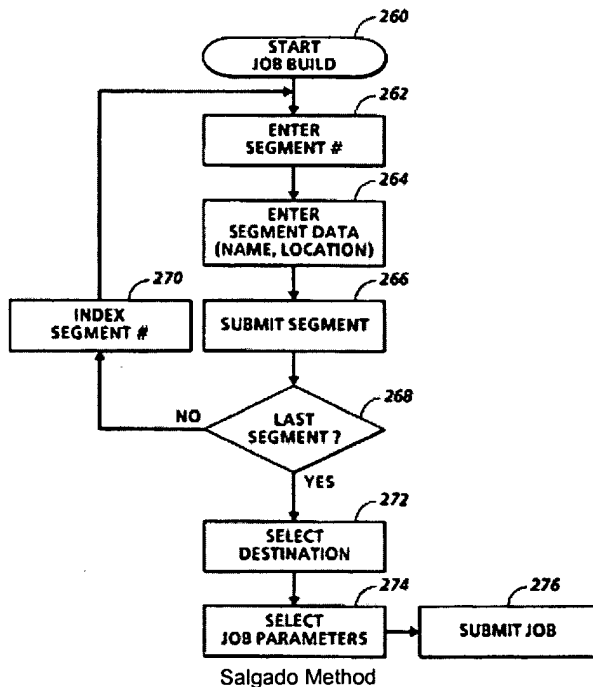 260
START
JOB BUILD
262
ENTER
SEGMENT #
264
ENTER
SEGMENT DATA
(NAME, LOCATION)
270
INDEX
SEGMENT #
266
SUBMIT SEGMENT
268
NO
LAST
SEGMENT ?
YES
272
SELECT
DESTINATION
274
SELECT
JOB PARAMETERS
276
SUBMIT JOB
Salgado Method